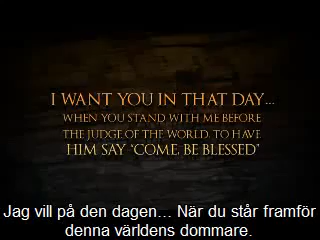 I WANT YOU IN THAT DAY...
WHEN YOU STAND WITH ME BEFORE
THE JUDGE OF THE WORLD, TO HAVE
HIM SAY "COME, BE BLESSED"
Jag vill på den dagen... När du står framför
denna världens dommare.